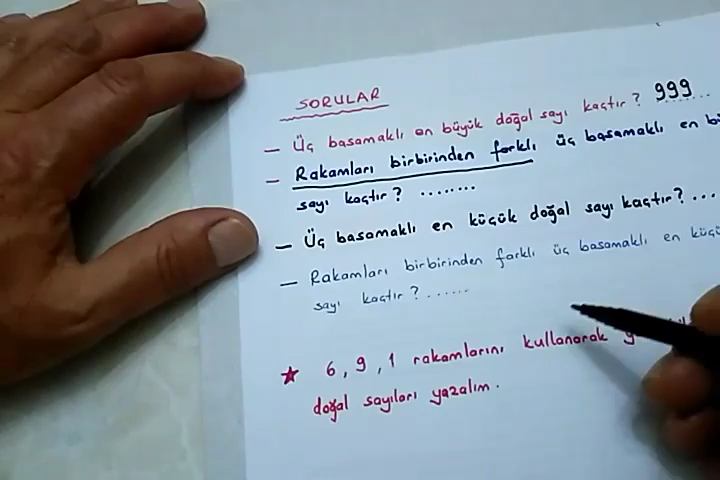 SORULAR
— Üç basamaklı en büyük doğal sayı kaçtır? 999...
— Rakamları birbirinden farklı üç basamaklı en
sayı kaçtır? ........
— Üç basamaklı en küçük doğal sayı kaçtır? ...
— Rakamları birbirinden farklı üç basamaklı en
sayı kaçtır? ......
★ 6, 9, 1 rakamlarını kullanarak
doğal sayıları yazalım.